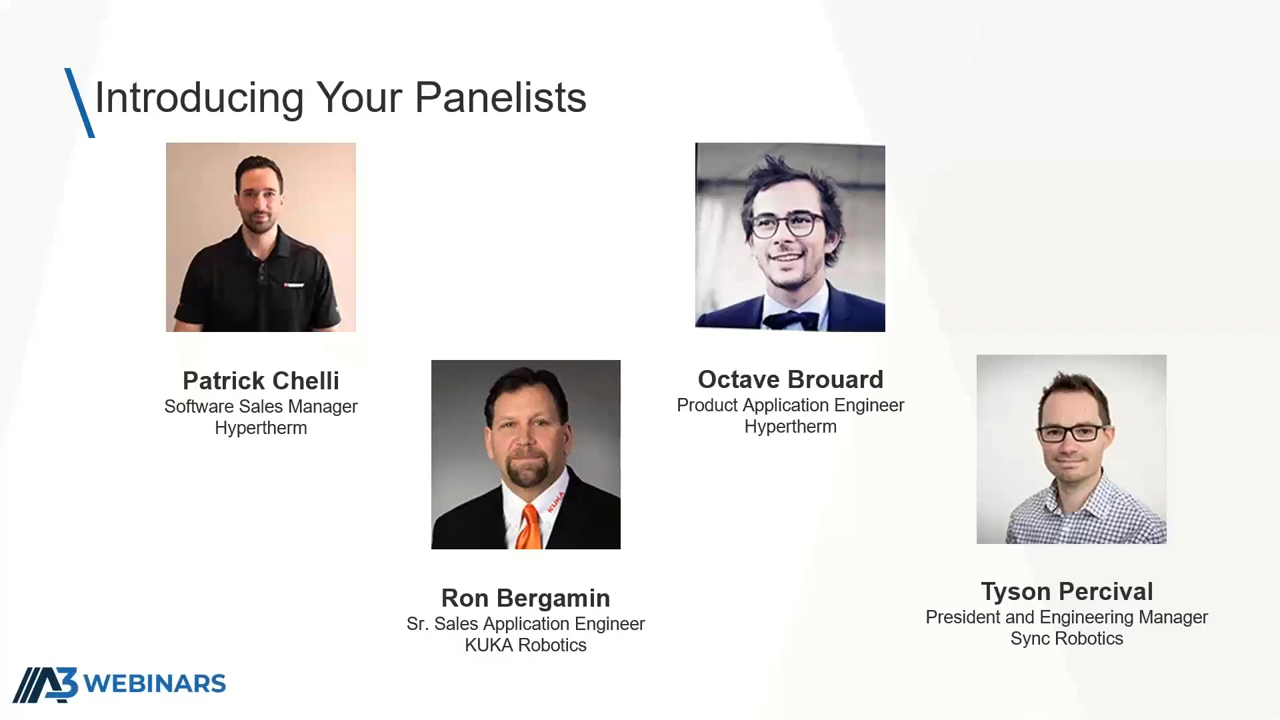 Introducing Your Panelists
Patrick Chelli
Software Sales Manager
Hypertherm
KUKA
Ron Bergamin
Sr. Sales Application Engineer
KUKA Robotics
Octave Brouard
Product Application Engineer
Hypertherm
Tyson Percival
President and Engineering Manager
Sync Robotics
A3 WEBINARS